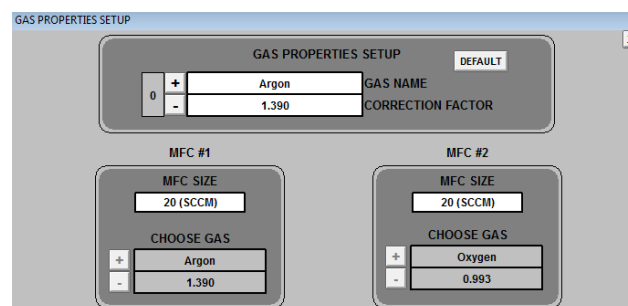 GAS PROPERTIES SETUP
GAS PROPERTIES SETUP
DEFAULT
0
+
Argon
GAS NAME
-
1.390
CORRECTION FACTOR
MFC #1
MFC #2
MFC SIZE
20 (SCCM)
CHOOSE GAS
+
Argon
-
1.390
MFC SIZE
20 (SCCM)
CHOOSE GAS
+
Oxygen
-
0.993